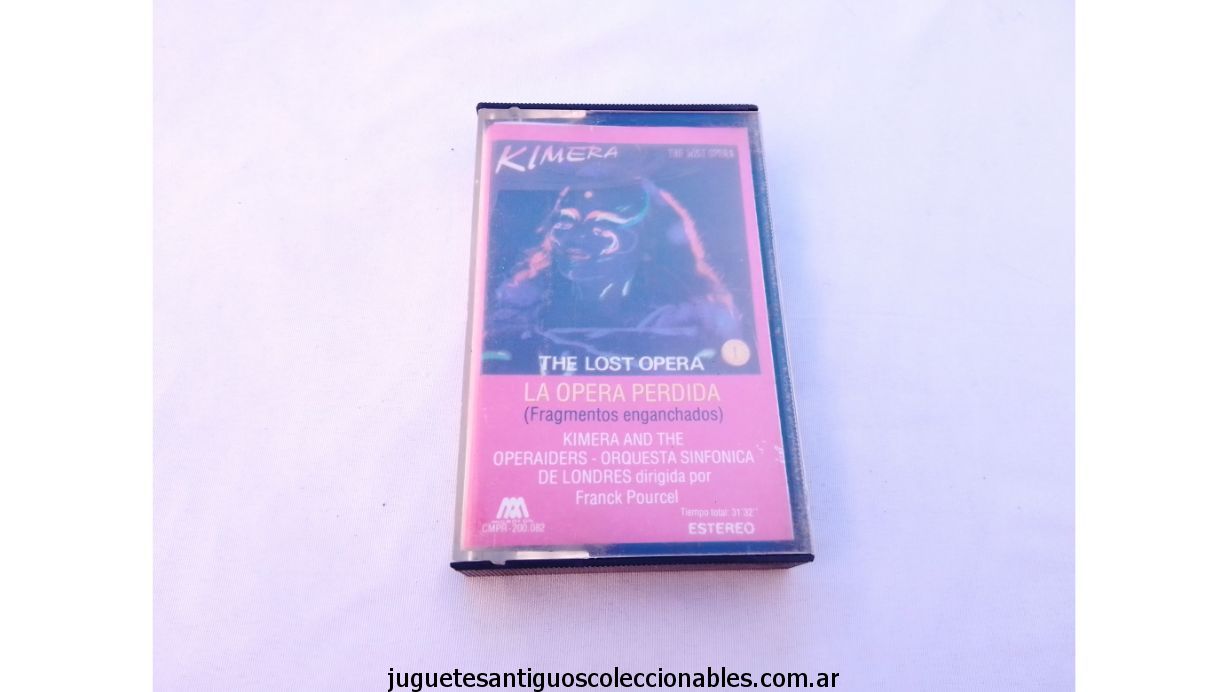 KIMERA
THE LOST OPERA
THE LOST OPERA
1
LA OPERA PERDIDA
(Fragmentos enganchados)
KIMERA AND THE
OPERAIDERS - ORQUESTA SINFONICA
DE LONDRES dirigida por
Franck Pourcel
Tiempo total: 31'32"
CMPR-200.082
ESTEREO
juguetesantiguoscoleccionables.com.ar